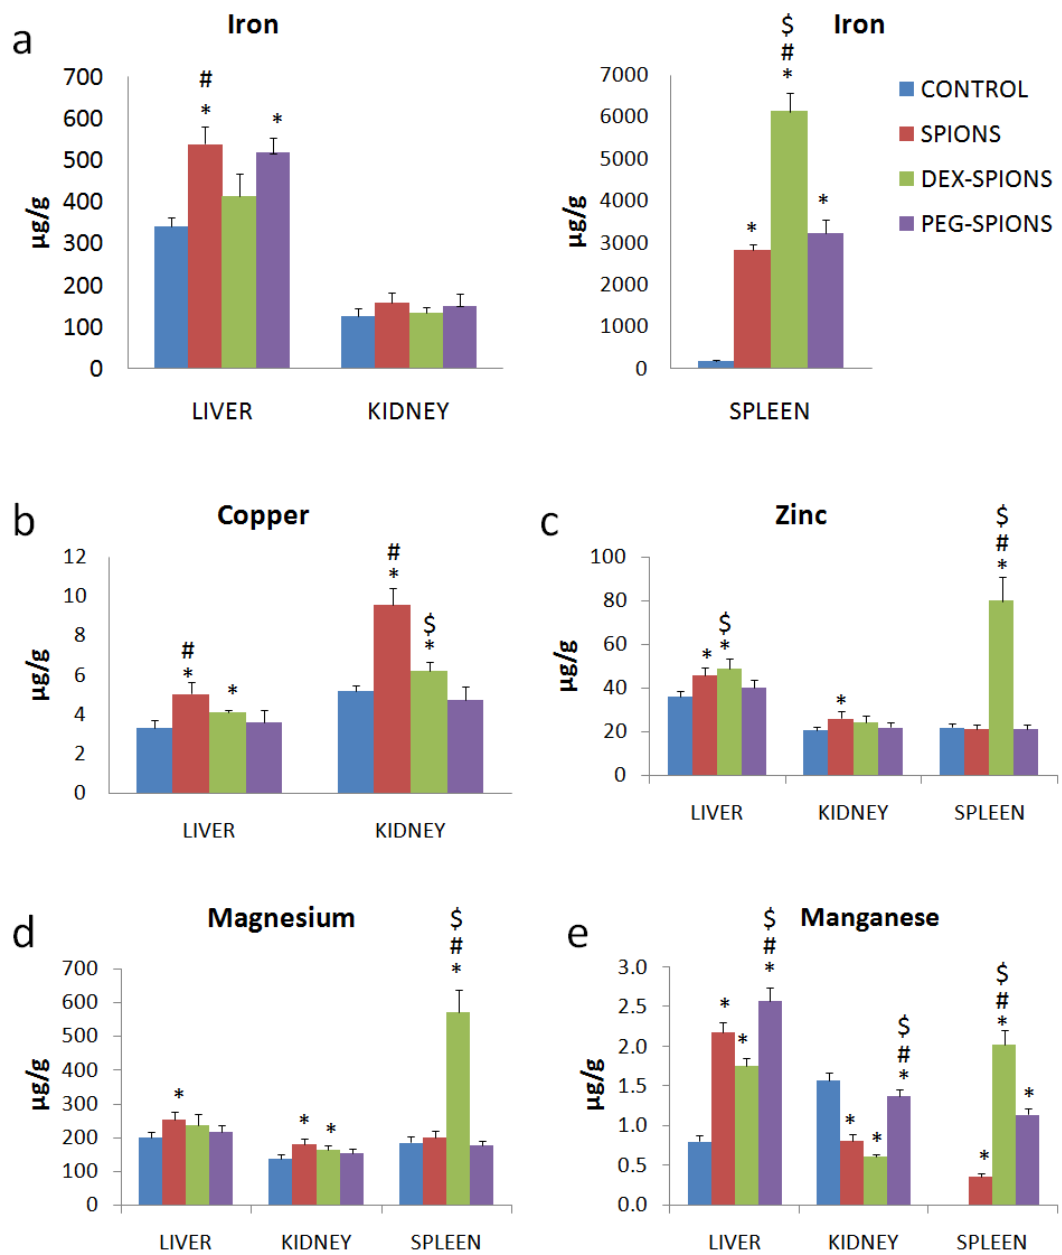 a
Iron
#
*
*
700
600
500
400
300
200
100
0
µg/g
LIVER
KIDNEY
Iron
$
#
*
*
*
7000
6000
5000
4000
3000
2000
1000
0
µg/g
SPLEEN
CONTROL
SPIONS
DEX-SPIONS
PEG-SPIONS
b
Copper
#
*
$
*
#
*
*
12
10
8
6
4
2
0
µg/g
LIVER
KIDNEY
c
Zinc
$
#
*
$
* *
*
100
80
60
40
20
0
µg/g
LIVER
KIDNEY
SPLEEN
d
Magnesium
$
#
*
*
* *
700
600
500
400
300
200
100
0
µg/g
LIVER
KIDNEY
SPLEEN
e
Manganese
$
#
*
*
*
$
#
*
*
*
$
#
*
*
*
3.0
2.5
2.0
1.5
1.0
0.5
0.0
µg/g
LIVER
KIDNEY
SPLEEN